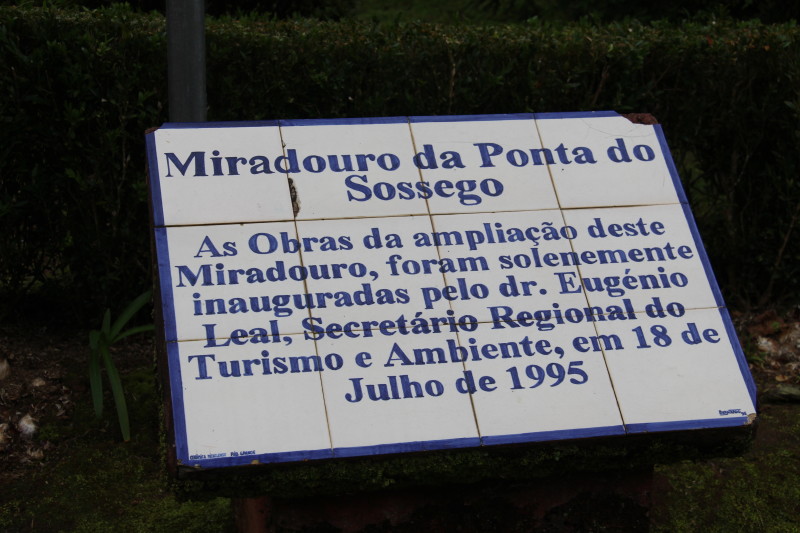 Miradouro da Ponta do
Sossego
As Obras da ampliação deste
Miradouro, foram solenemente
inauguradas pelo dr. Eugénio
Leal, Secretário Regional do
Turismo e Ambiente, em 18 de
Julho de 1995